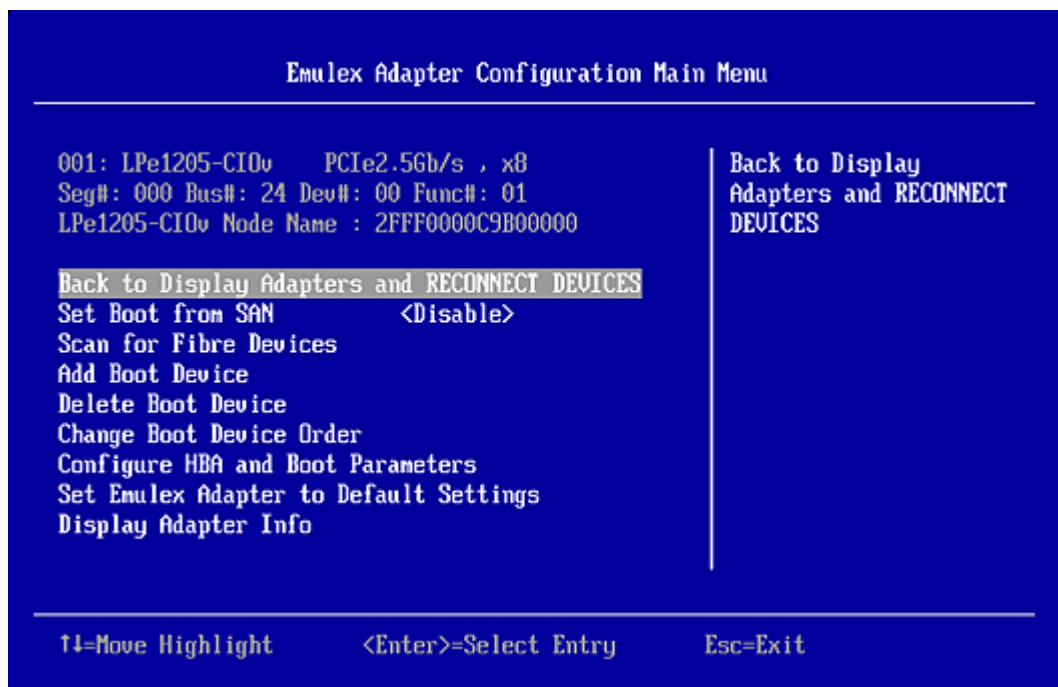 Emulex Adapter Configuration Main Menu
001: LPe1205-CIOv PCIe2.5Gb/s , x8
Seg#: 000 Bus#: 24 Dev#: 00 Func#: 01
LPe1205-CIOv Node Name : 2FFF0000C9B00000
Back to Display Adapters and RECONNECT DEVICES
Set Boot from SAN <Disable>
Scan for Fibre Devices
Add Boot Device
Delete Boot Device
Change Boot Device Order
Configure HBA and Boot Parameters
Set Emulex Adapter to Default Settings
Display Adapter Info
Back to Display
Adapters and RECONNECT
DEVICES
↑↓=Move Highlight <Enter>=Select Entry Esc=Exit